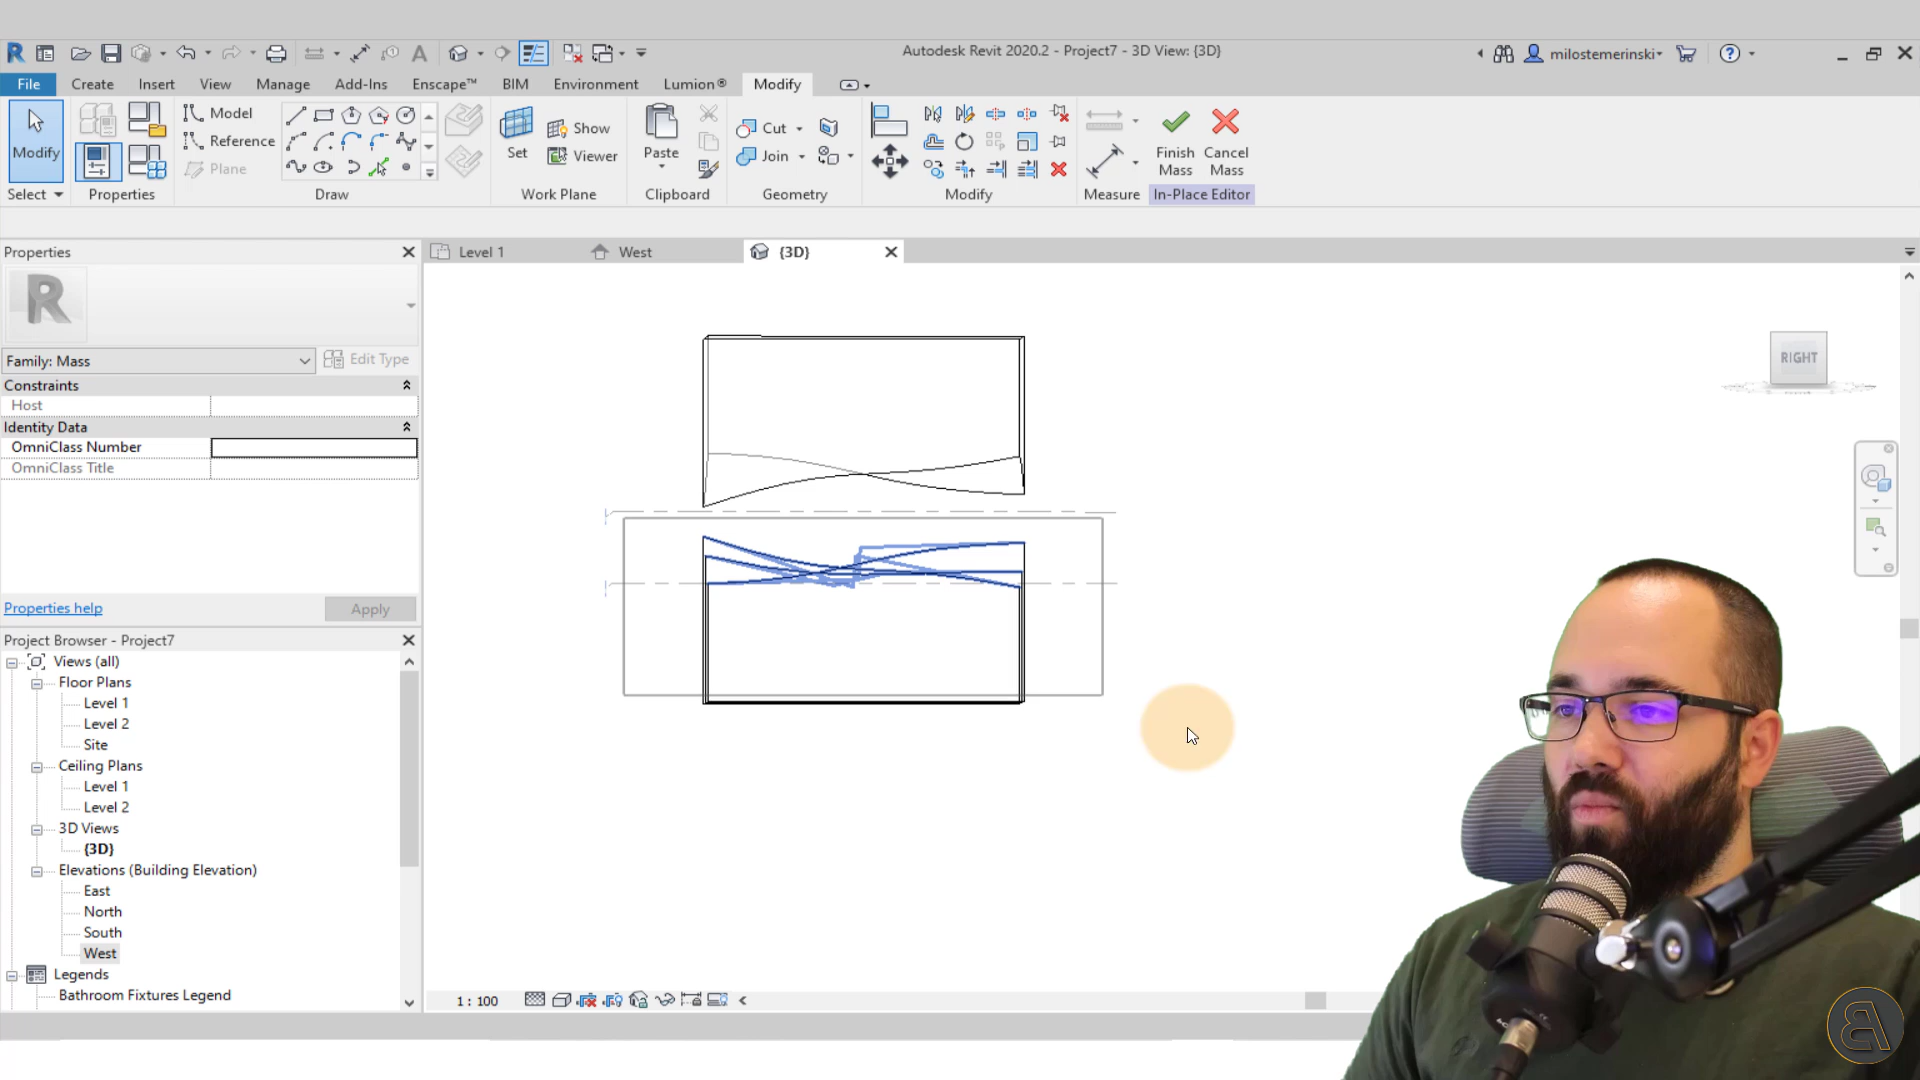 Autodesk Revit 2020.2 - Project7 - 3D View: {3D}
milostemerinski
File Create Insert View Manage Add-Ins Enscape™ BIM Environment Lumion® Modify
Modify
Select
Properties
Model
Reference
Plane
Draw
Set
Show
Viewer
Work Plane
Paste
Clipboard
Cut
Join
Geometry
Modify
Measure
Finish Mass
Cancel Mass
In-Place Editor
Properties
R
Family: Mass
Edit Type
Constraints
Host
Identity Data
OmniClass Number
OmniClass Title
Properties help
Apply
Level 1
West
{3D}
RIGHT
Project Browser - Project7
Views (all)
Floor Plans
Level 1
Level 2
Site
Ceiling Plans
Level 1
Level 2
3D Views
{3D}
Elevations (Building Elevation)
East
North
South
West
Legends
Bathroom Fixtures Legend
1 : 100